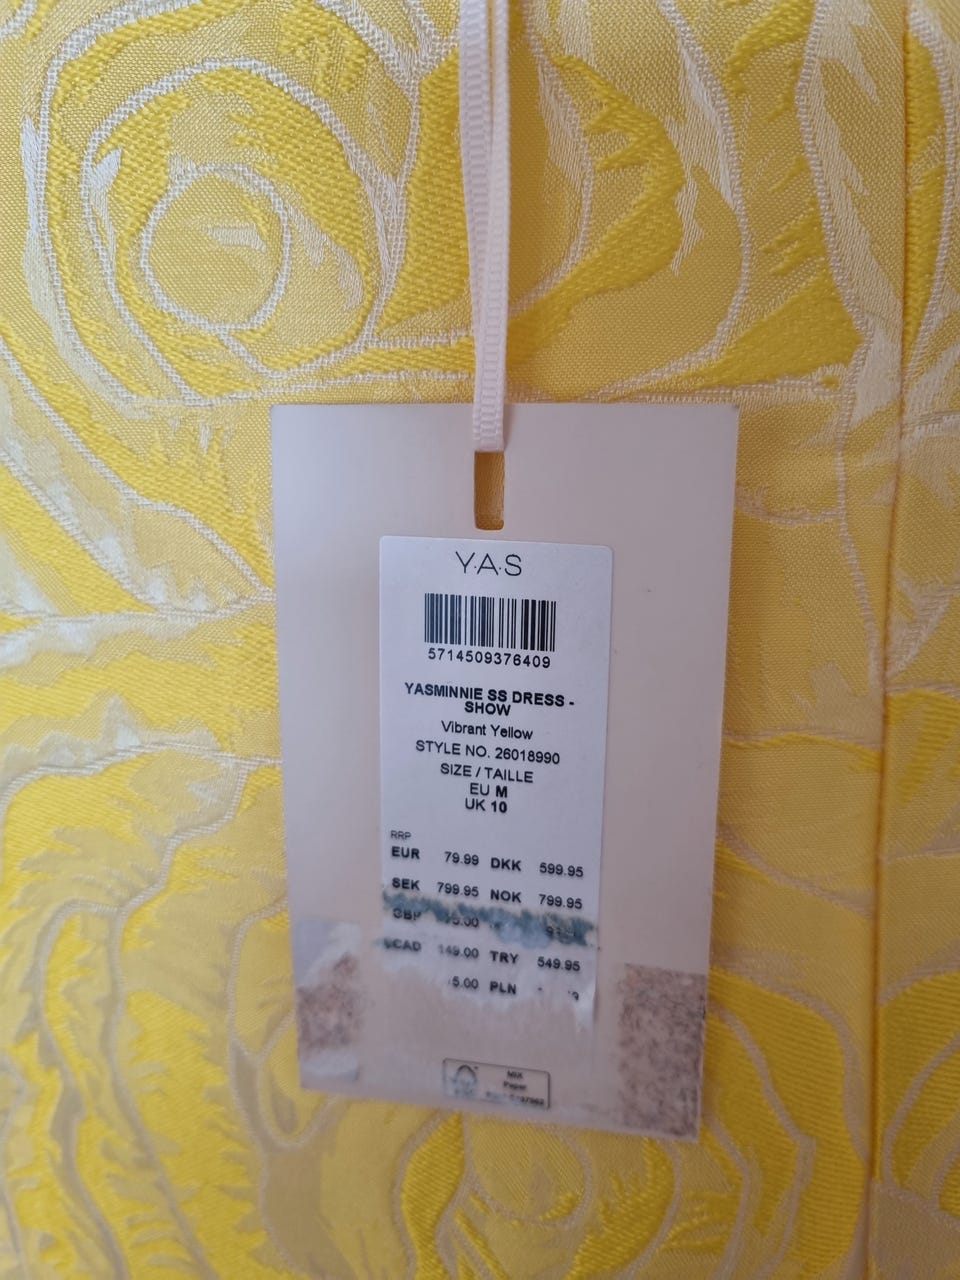 Y.A.S
5714509376409
YASMINNIE SS DRESS -
SHOW
Vibrant Yellow
STYLE NO. 26018990
SIZE / TAILLE
EU M
UK 10
RRP
EUR 79.99 DKK 599.95
SEK 799.95 NOK 799.95
GBP
CAD 149.00 TRY 549.95
PLN
MIX
Paper